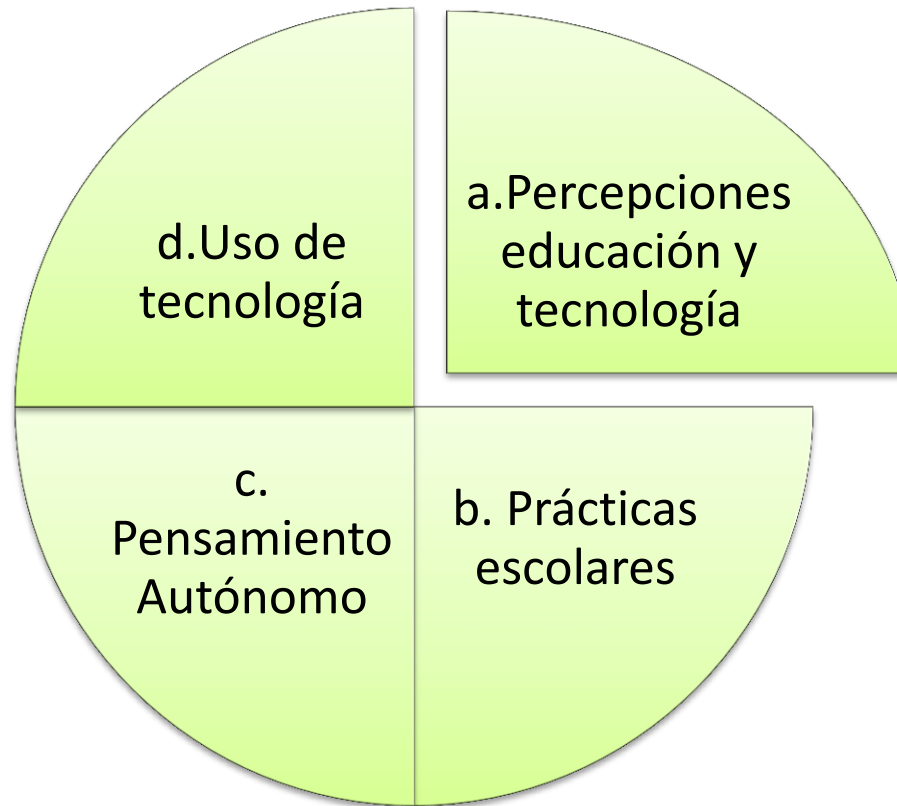 a.Percepciones
educación y
tecnología
b. Prácticas
escolares
c.
Pensamiento
Autónomo
d.Uso de
tecnología